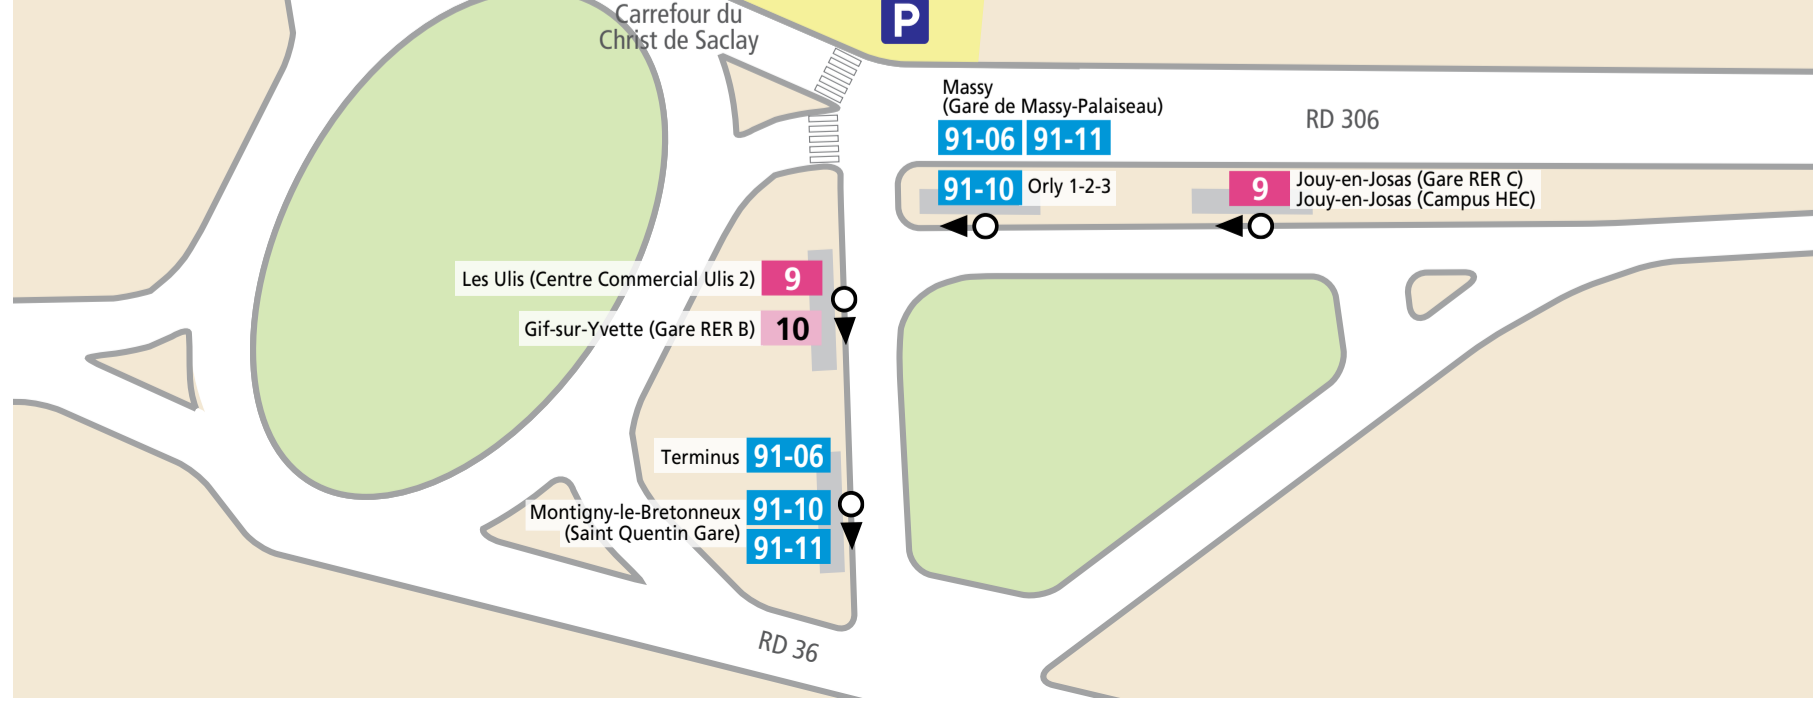 Carrefour du
Christ de Saclay
P
Massy
(Gare de Massy-Palaiseau)
91-06 91-11
RD 306
91-10 Orly 1-2-3
9 Jouy-en-Josas (Gare RER C)
Jouy-en-Josas (Campus HEC)
Les Ulis (Centre Commercial Ulis 2) 9
Gif-sur-Yvette (Gare RER B) 10
Terminus 91-06
Montigny-le-Bretonneux 91-10
(Saint Quentin Gare) 91-11
RD 36